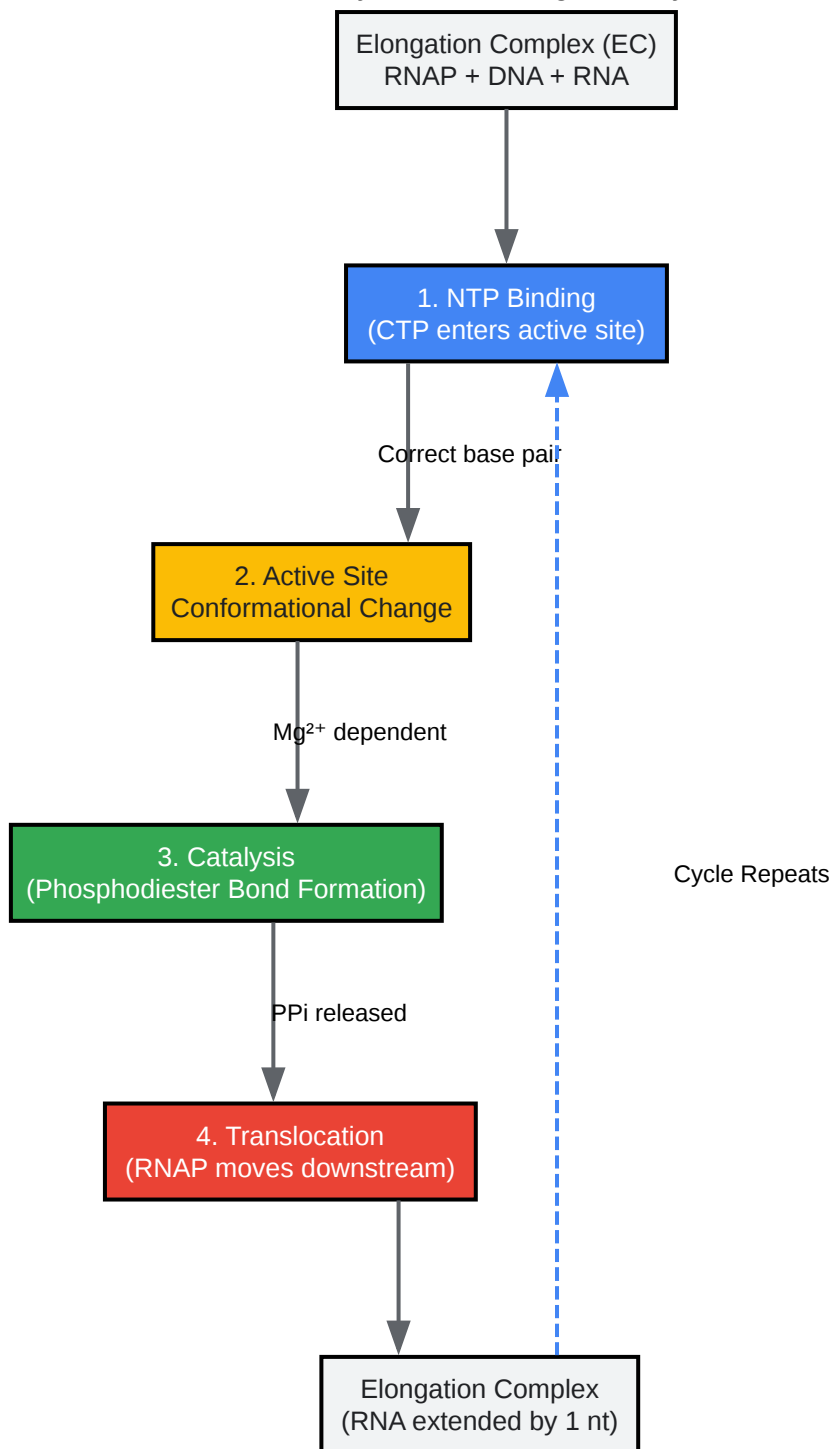 Elongation Complex (EC)
RNAP + DNA + RNA
1. NTP Binding
(CTP enters active site)
Correct base pair
2. Active Site
Conformational Change
Mg²⁺ dependent
3. Catalysis
(Phosphodiester Bond Formation)
Cycle Repeats
PPi released
4. Translocation
(RNAP moves downstream)
Elongation Complex
(RNA extended by 1 nt)